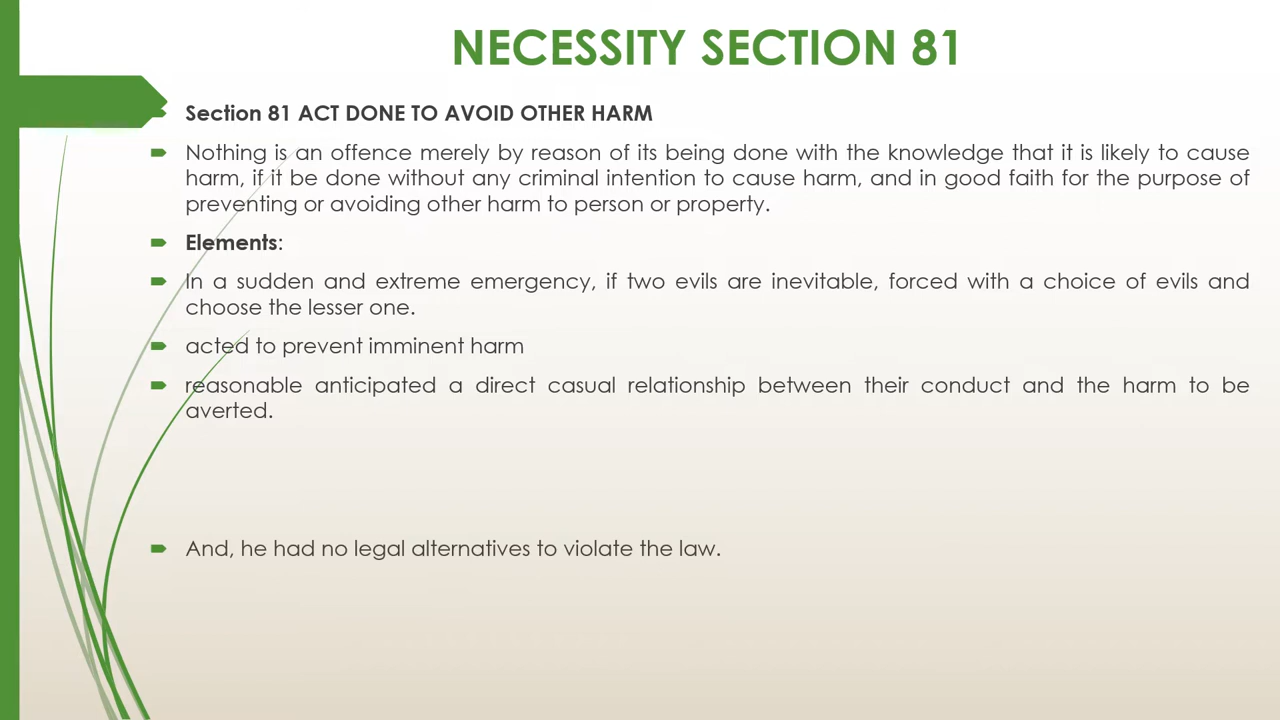 NECESSITY SECTION 81
Section 81 ACT DONE TO AVOID OTHER HARM
Nothing is an offence merely by reason of its being done with the knowledge that it is likely to cause
harm, if it be done without any criminal intention to cause harm, and in good faith for the purpose of
preventing or avoiding other harm to person or property.
Elements:
In a sudden and extreme emergency, if two evils are inevitable, forced with a choice of evils and
choose the lesser one.
acted to prevent imminent harm
reasonable anticipated a direct casual relationship between their conduct and the harm to be
averted.
And, he had no legal alternatives to violate the law.